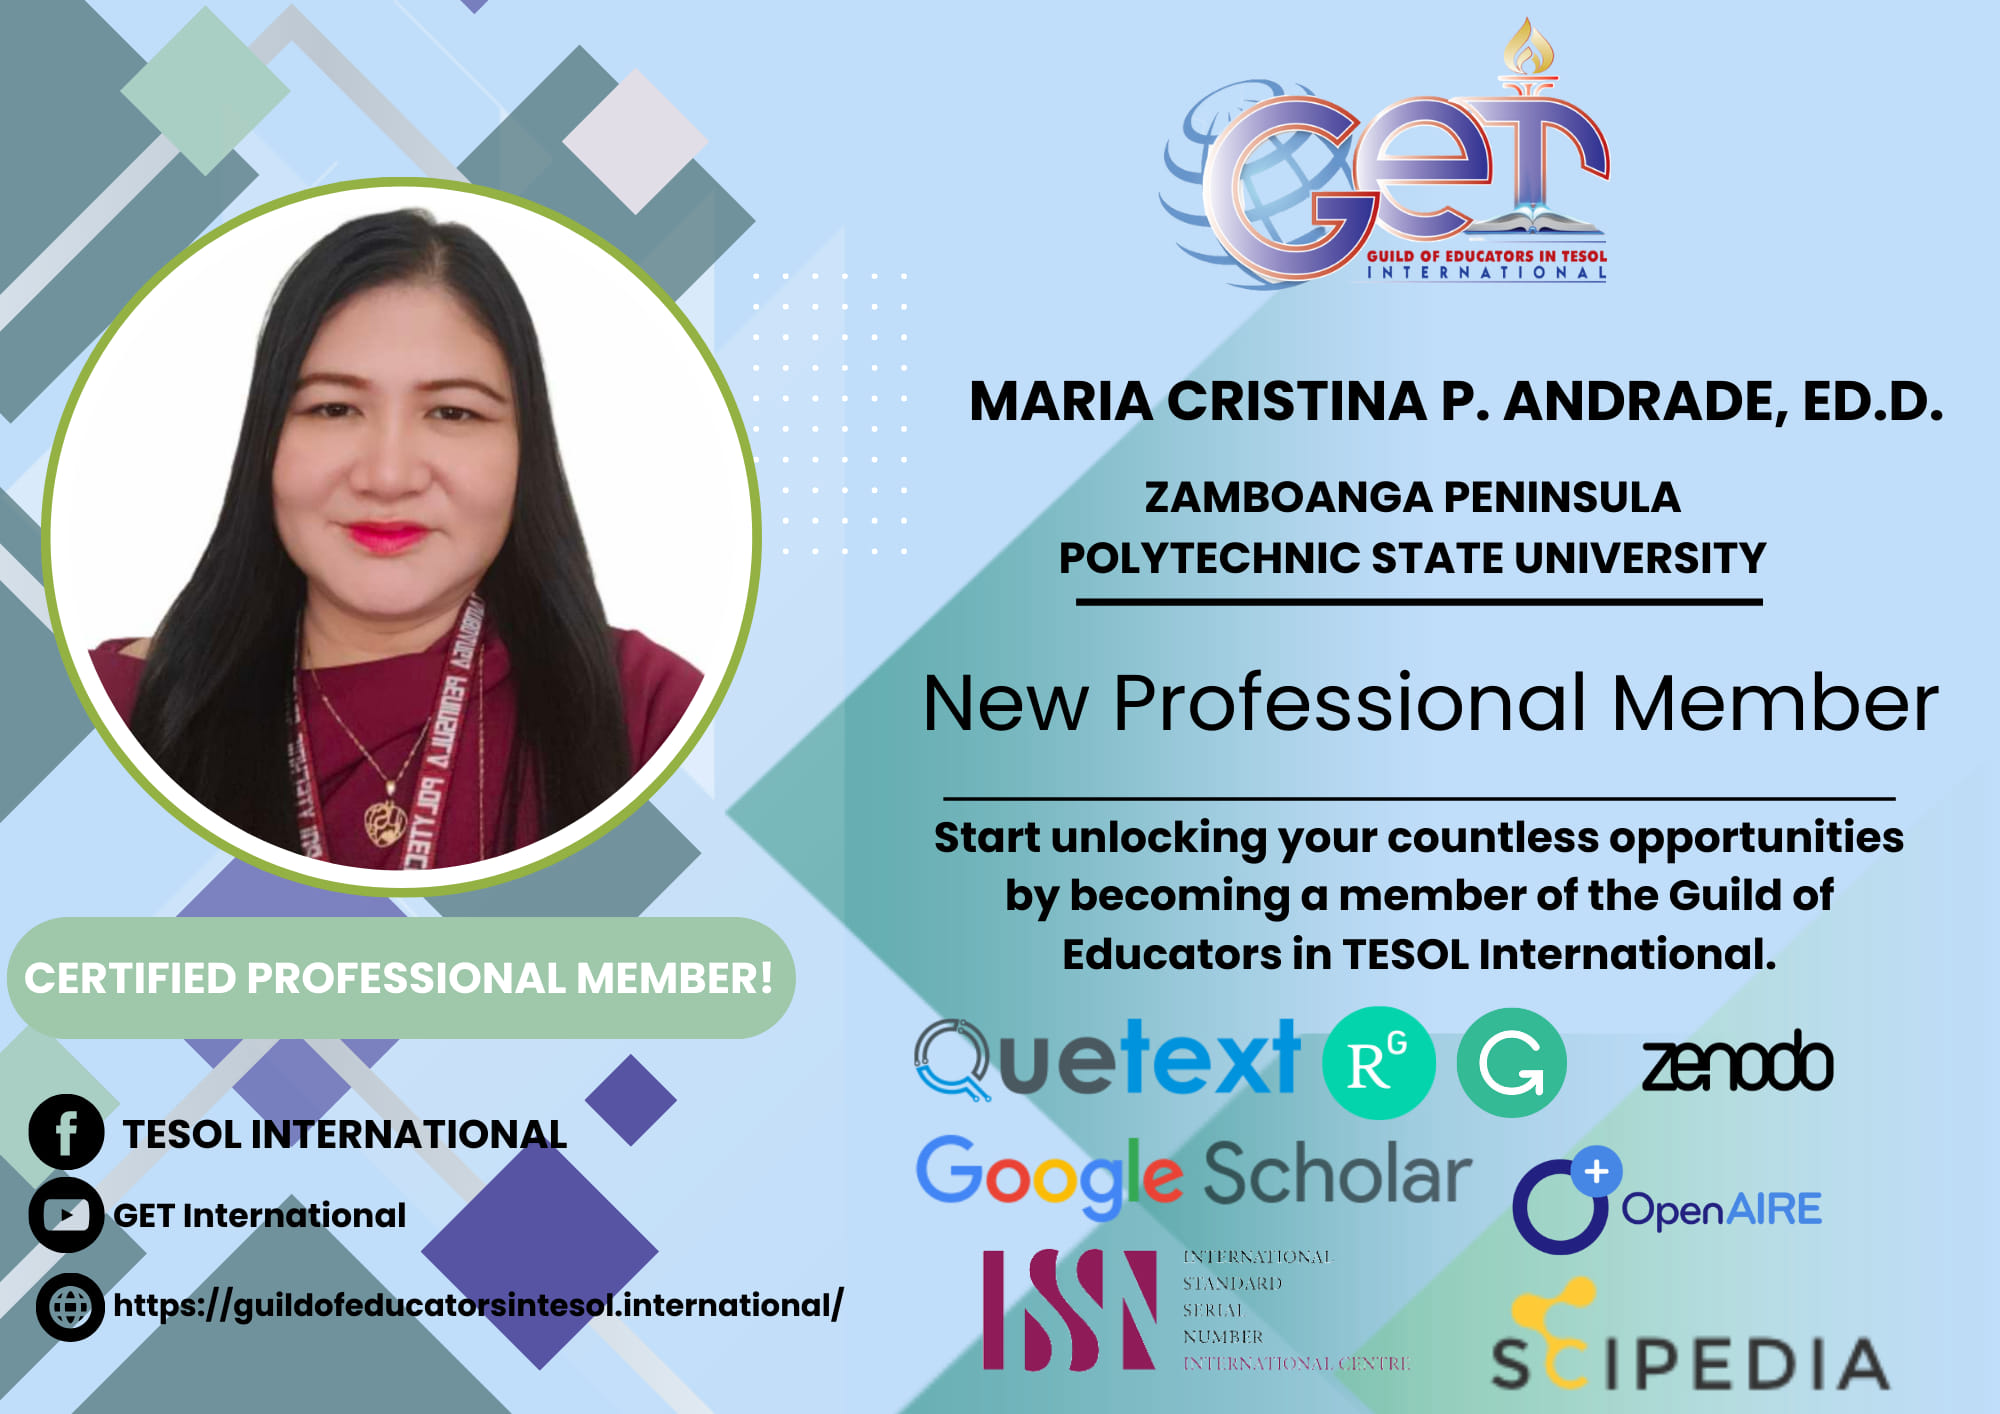 GET
GUILD OF EDUCATORS IN TESOL
INTERNATIONAL
MARIA CRISTINA P. ANDRADE, ED.D.
ZAMBOANGA PENINSULA
POLYTECHNIC STATE UNIVERSITY
New Professional Member
Start unlocking your countless opportunities
by becoming a member of the Guild of
Educators in TESOL International.
PENINSULA POLYTEC
CERTIFIED PROFESSIONAL MEMBER!
TESOL INTERNATIONAL
GET International
https://guildofeducatorsintesol.international/
Quetext
RG
G
zenodo
Google Scholar
OpenAIRE
ISSN
INTERNATIONAL
STANDARD
SERIAL
NUMBER
INTERNATIONAL CENTRE
SCIPEDIA